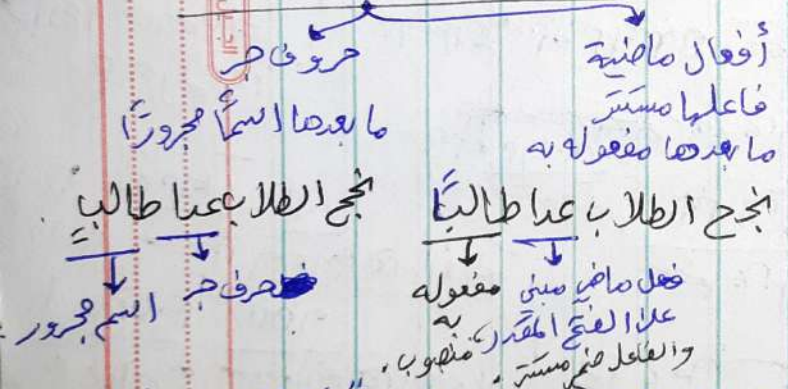 أفعال ماضية
فاعلها مستتر
ما بعدها مفعول به
نجح الطلاب عدا طالبًا
فعل ماضٍ مبني
على الفتح المقدر،
والفاعل ضمير مستتر.
مفعول
به
منصوب.
حروف جر
ما بعدها اسمًا مجرورًا
نجح الطلاب عدا طالبٍ.
حرف جر
اسم مجرور.